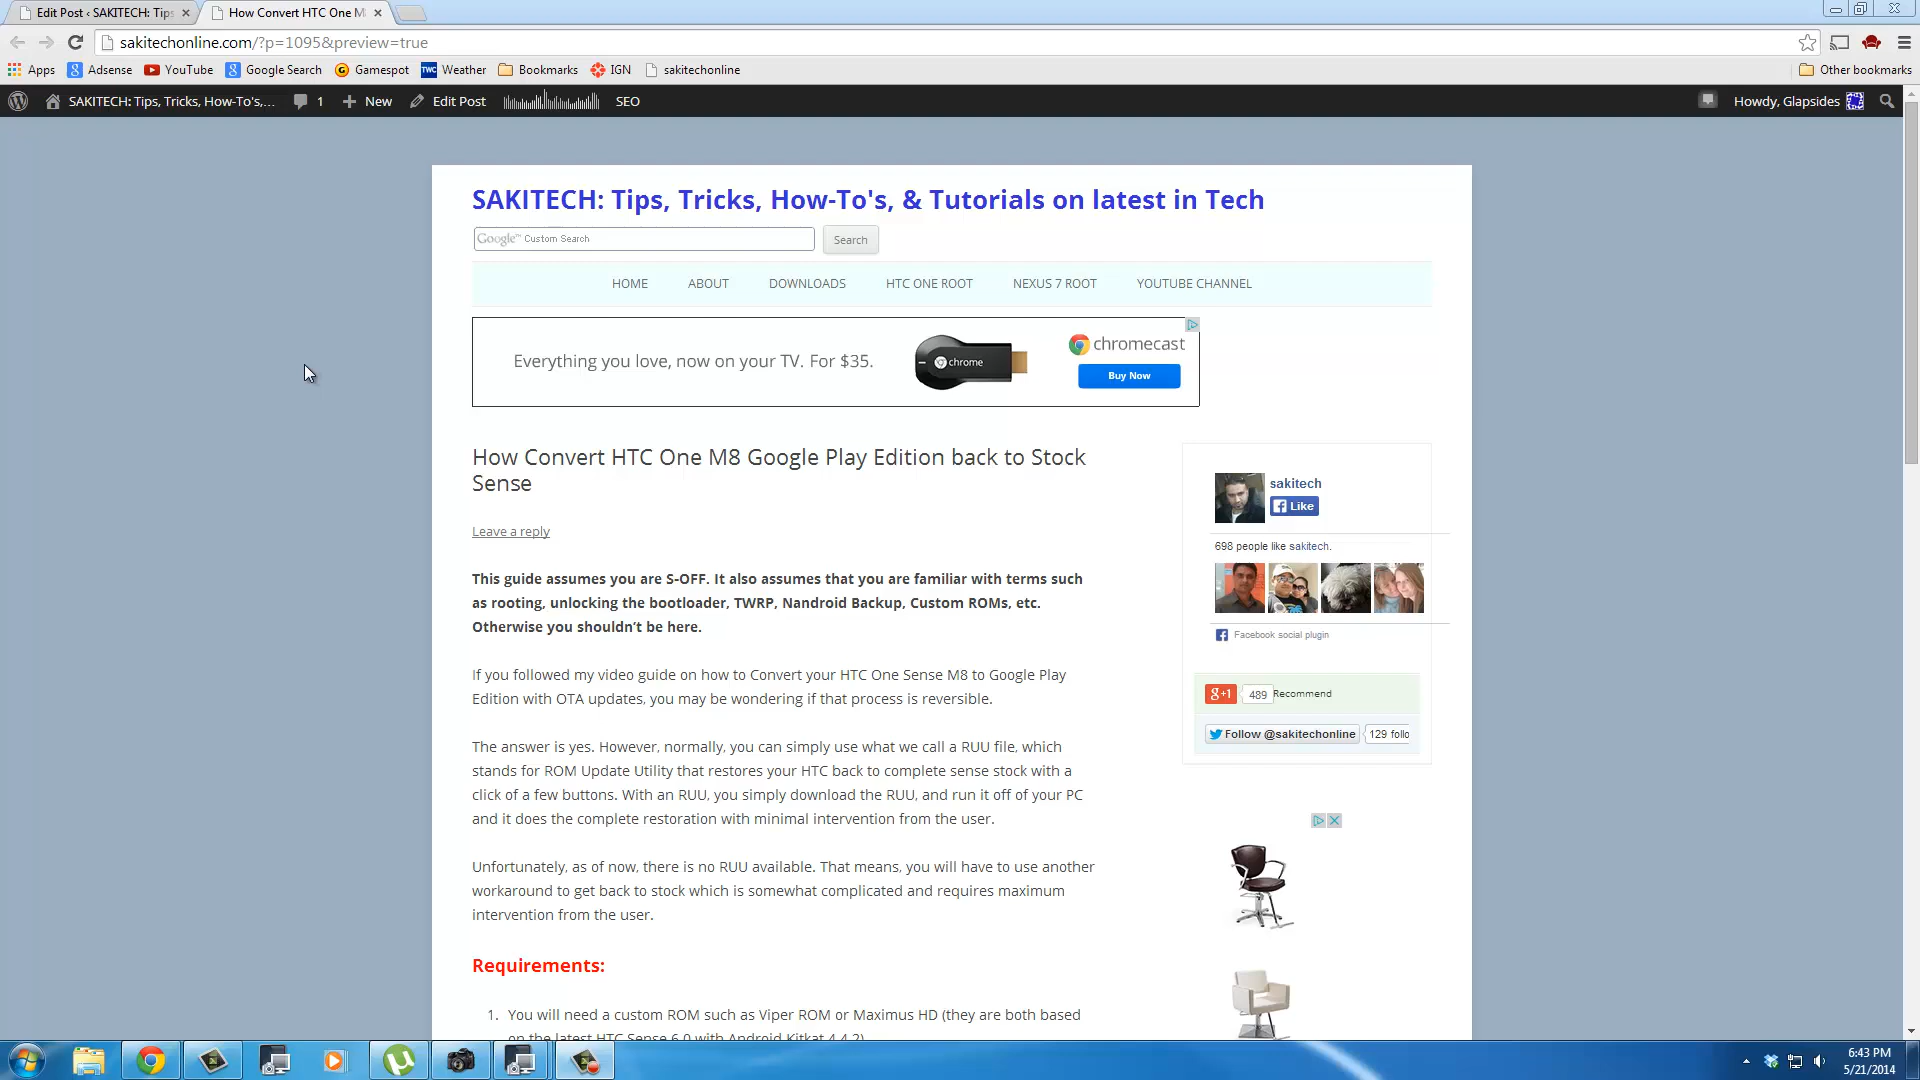 Edit Post ‹ SAKITECH: Tips
How Convert HTC One M
sakitechonline.com/?p=1095&preview=true
Apps
Adsense
YouTube
Google Search
Gamespot
TWC Weather
Bookmarks
IGN
sakitechonline
Other bookmarks
SAKITECH: Tips, Tricks, How-To's,...
1
New
Edit Post
SEO
Howdy, Glapsides
SAKITECH: Tips, Tricks, How-To's, & Tutorials on latest in Tech
Google™ Custom Search
Search
HOME
ABOUT
DOWNLOADS
HTC ONE ROOT
NEXUS 7 ROOT
YOUTUBE CHANNEL
Everything you love, now on your TV. For $35.
chrome
chromecast
Buy Now
How Convert HTC One M8 Google Play Edition back to Stock
Sense
Leave a reply
This guide assumes you are S-OFF. It also assumes that you are familiar with terms such
as rooting, unlocking the bootloader, TWRP, Nandroid Backup, Custom ROMs, etc.
Otherwise you shouldn’t be here.
If you followed my video guide on how to Convert your HTC One Sense M8 to Google Play
Edition with OTA updates, you may be wondering if that process is reversible.
The answer is yes. However, normally, you can simply use what we call a RUU file, which
stands for ROM Update Utility that restores your HTC back to complete sense stock with a
click of a few buttons. With an RUU, you simply download the RUU, and run it off of your PC
and it does the complete restoration with minimal intervention from the user.
Unfortunately, as of now, there is no RUU available. That means, you will have to use another
workaround to get back to stock which is somewhat complicated and requires maximum
intervention from the user.
Requirements:
1. You will need a custom ROM such as Viper ROM or Maximus HD (they are both based
on the latest HTC Sense 6.0 with Android Kitkat 4.4.2)
sakitech
Like
698 people like sakitech.
Facebook social plugin
g+1
489
Recommend
Follow @sakitechonline
129 follo
6:43 PM
5/21/2014